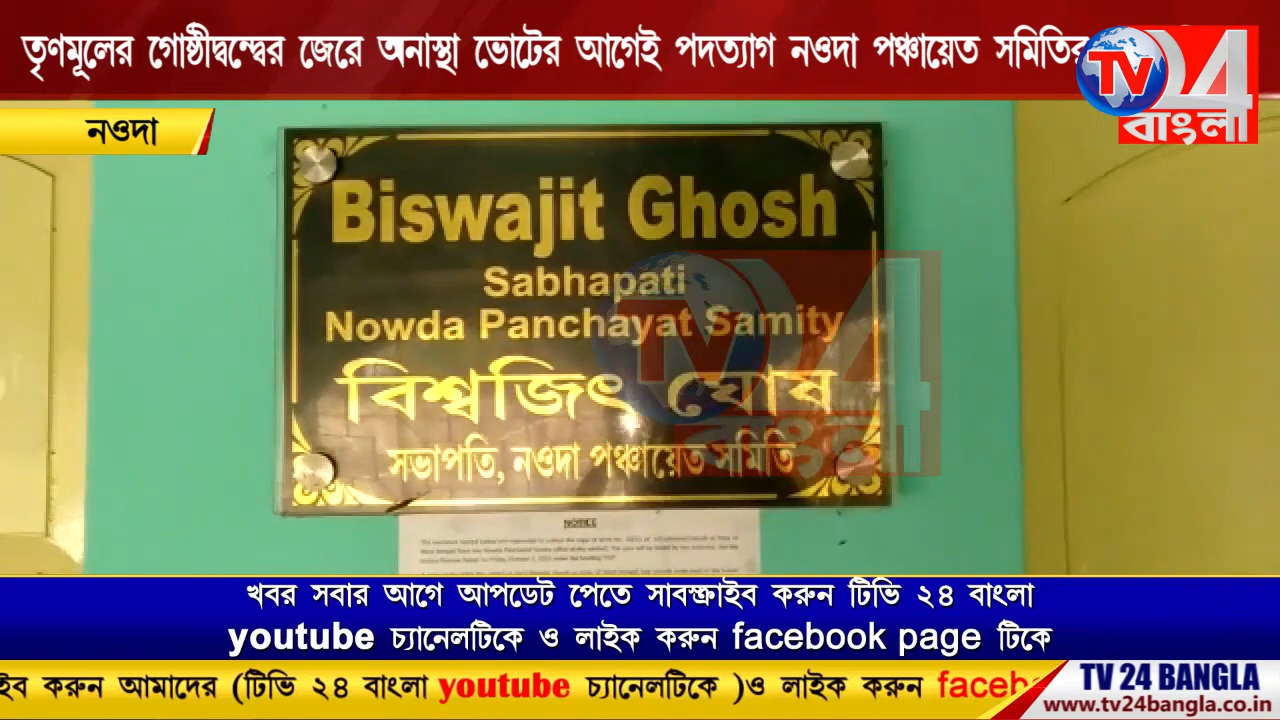 তৃণমূলের গোষ্ঠীদ্বন্দ্বের জেরে অনাস্থা ভোটের আগেই পদত্যাগ নওদা পঞ্চায়েত সমিতির
TV 24
বাংলা
নওদা
Biswajit Ghosh
Sabhapati
Nowda Panchayat Samity
বিশ্বজিৎ ঘোষ
সভাপতি, নওদা পঞ্চায়েত সমিতি
TV 24
বাংলা
NOTICE
খবর সবার আগে আপডেট পেতে সাবস্ক্রাইব করুন টিভি ২৪ বাংলা
youtube চ্যানেলটিকে ও লাইক করুন facebook page টিকে
ইব করুন আমাদের (টিভি ২৪ বাংলা youtube চ্যানেলটিকে )ও লাইক করুন faceb
TV 24 BANGLA
www.tv24bangla.co.in